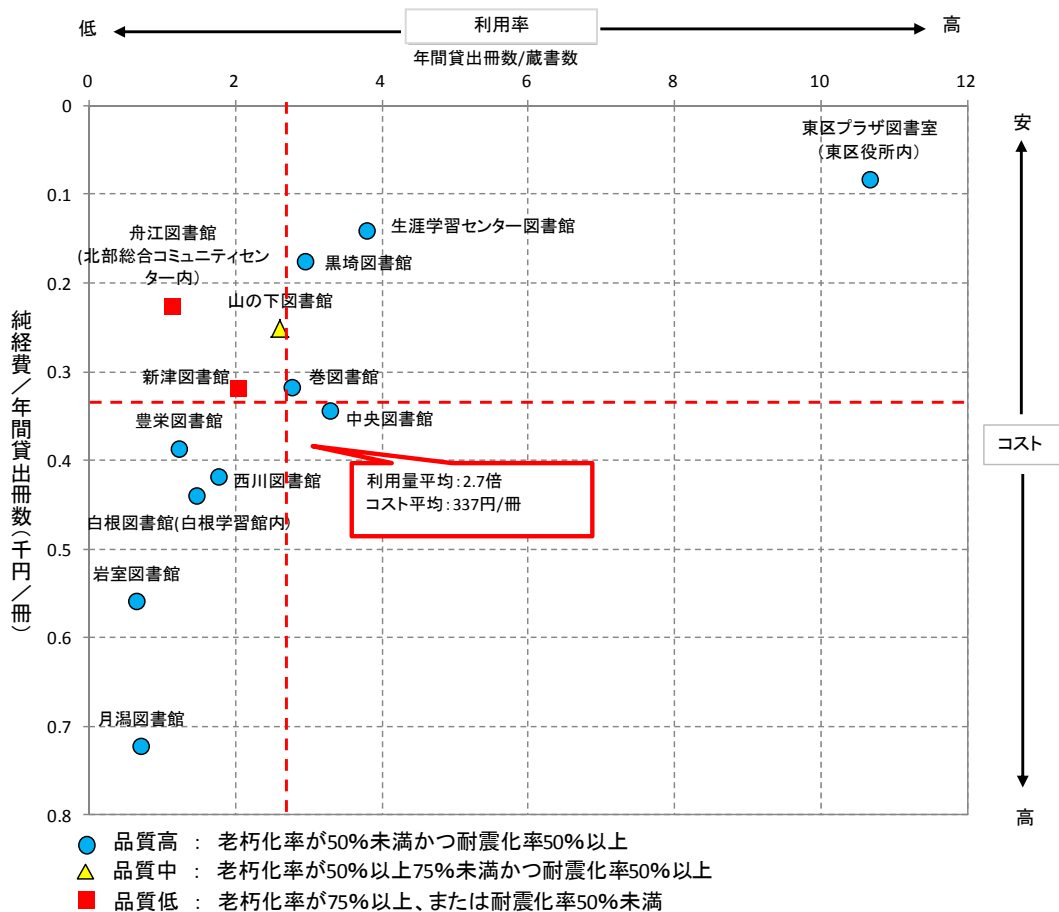 低
利用率
高
年間貸出冊数/蔵書数
0
2
4
6
8
10
12
0
0.1
0.2
0.3
0.4
0.5
0.6
0.7
0.8
純経費/年間貸出冊数(千円/冊)
安
コスト
高
東区プラザ図書室
(東区役所内)
生涯学習センター図書館
黒埼図書館
舟江図書館
(北部総合コミュニティセン
ター内)
山の下図書館
新津図書館
巻図書館
中央図書館
豊栄図書館
西川図書館
白根図書館(白根学習館内)
岩室図書館
月潟図書館
利用量平均:2.7倍
コスト平均:337円/冊
品質高 : 老朽化率が50%未満かつ耐震化率50%以上
品質中 : 老朽化率が50%以上75%未満かつ耐震化率50%以上
品質低 : 老朽化率が75%以上、または耐震化率50%未満